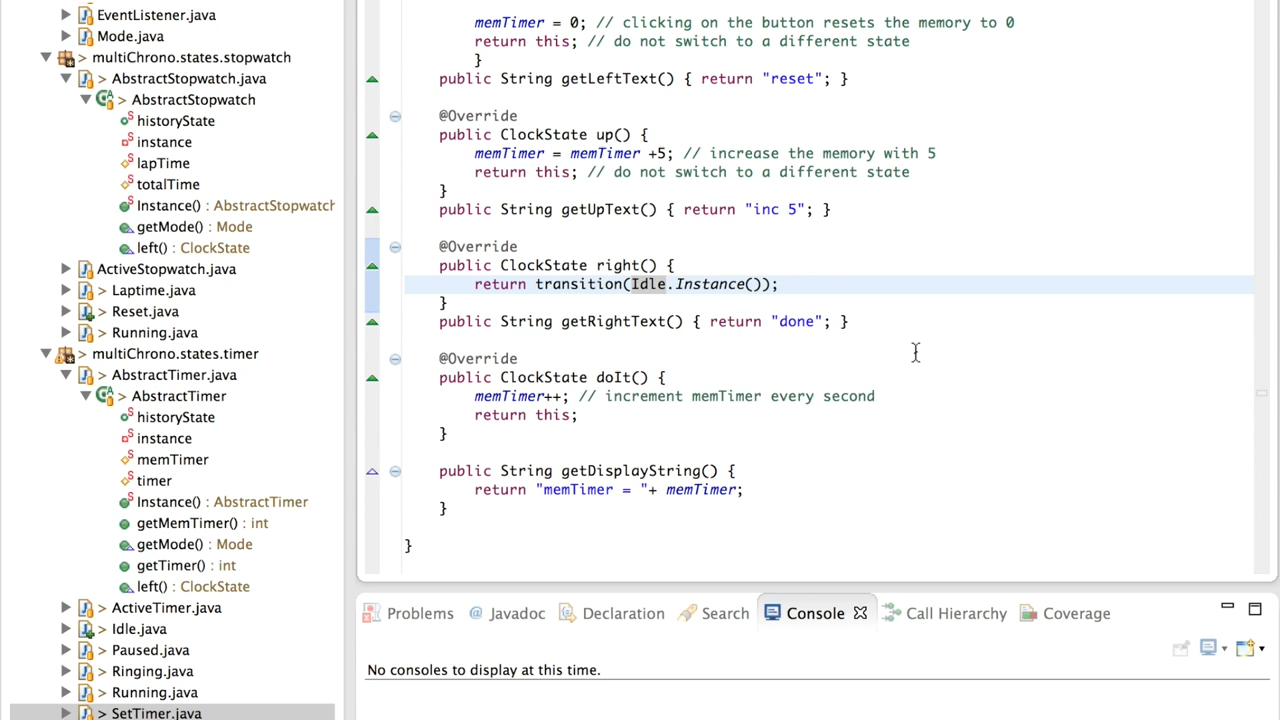 EventListener.java
Mode.java
> multiChrono.states.stopwatch
> AbstractStopwatch.java
> AbstractStopwatch
historyState
instance
lapTime
totalTime
Instance() : AbstractStopwatch
getMode() : Mode
left() : ClockState
ActiveStopwatch.java
> Laptime.java
> Reset.java
> Running.java
> multiChrono.states.timer
> AbstractTimer.java
> AbstractTimer
historyState
instance
memTimer
timer
Instance() : AbstractTimer
getMemTimer() : int
getMode() : Mode
getTimer() : int
left() : ClockState
> ActiveTimer.java
> Idle.java
> Paused.java
> Ringing.java
> Running.java
> SetTimer.java
memTimer = 0; // clicking on the button resets the memory to 0
return this; // do not switch to a different state
}
public String getLeftText() { return "reset"; }
@Override
public ClockState up() {
memTimer = memTimer +5; // increase the memory with 5
return this; // do not switch to a different state
}
public String getUpText() { return "inc 5"; }
@Override
public ClockState right() {
return transition(Idle.Instance());
}
public String getRightText() { return "done"; }
@Override
public ClockState doIt() {
memTimer++; // increment memTimer every second
return this;
}
public String getDisplayString() {
return "memTimer = "+ memTimer;
}
}
Problems @ Javadoc Declaration Search Console Call Hierarchy Coverage
No consoles to display at this time.